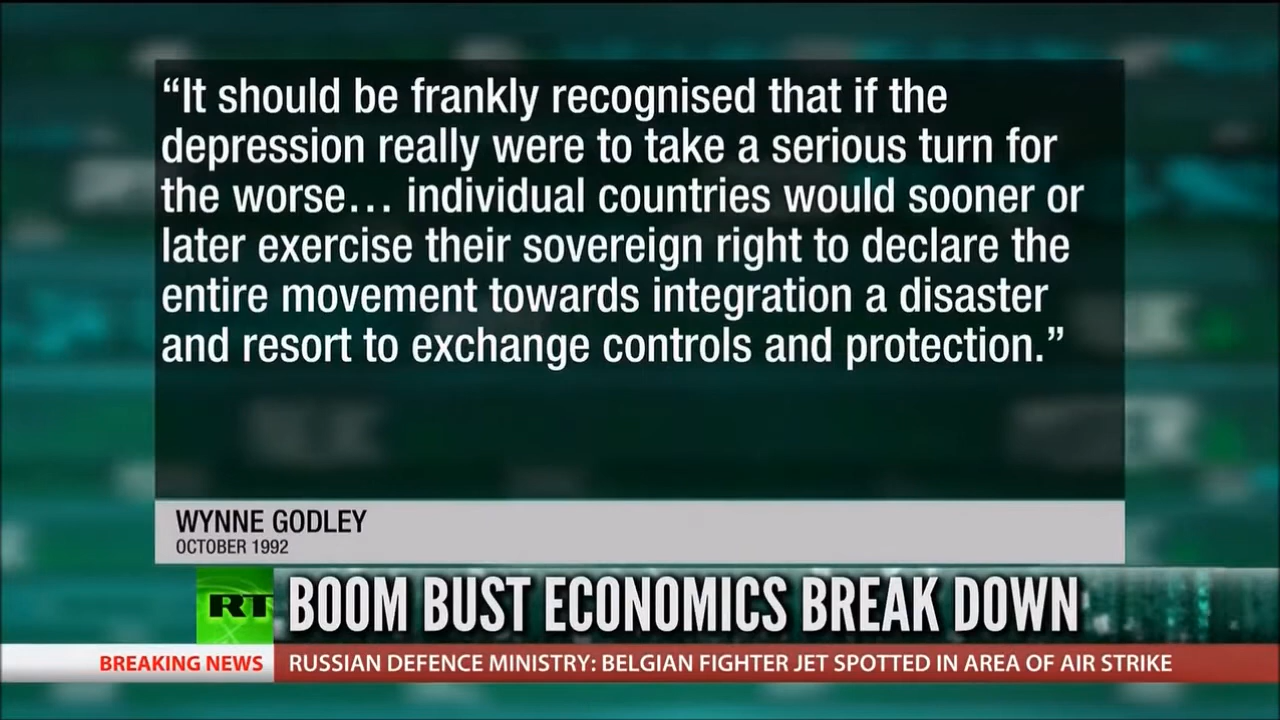 “It should be frankly recognised that if the
depression really were to take a serious turn for
the worse… individual countries would sooner or
later exercise their sovereign right to declare the
entire movement towards integration a disaster
and resort to exchange controls and protection.”
WYNNE GODLEY
OCTOBER 1992
RT BOOM BUST ECONOMICS BREAK DOWN
BREAKING NEWS RUSSIAN DEFENCE MINISTRY: BELGIAN FIGHTER JET SPOTTED IN AREA OF AIR STRIKE